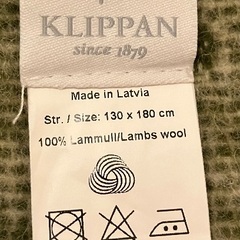 KLIPPAN
since 1879
Made in Latvia
Str. / Size: 130 x 180 cm
100% Lammull/Lambs wool